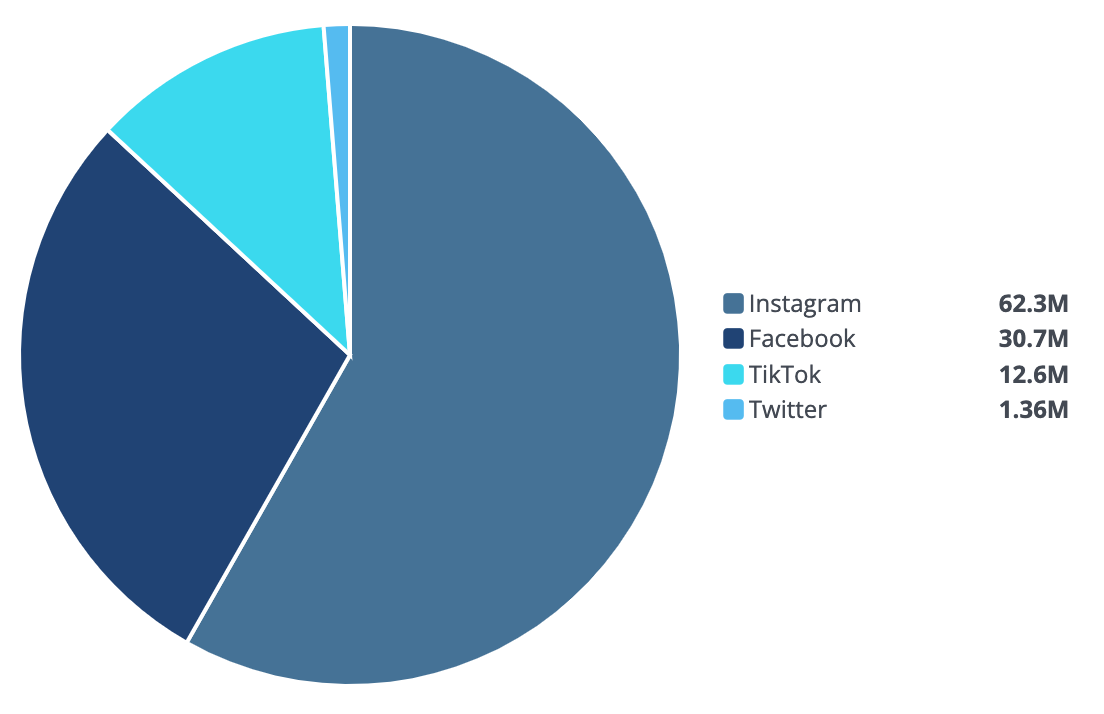 Instagram 62.3M
Facebook 30.7M
TikTok 12.6M
Twitter 1.36M